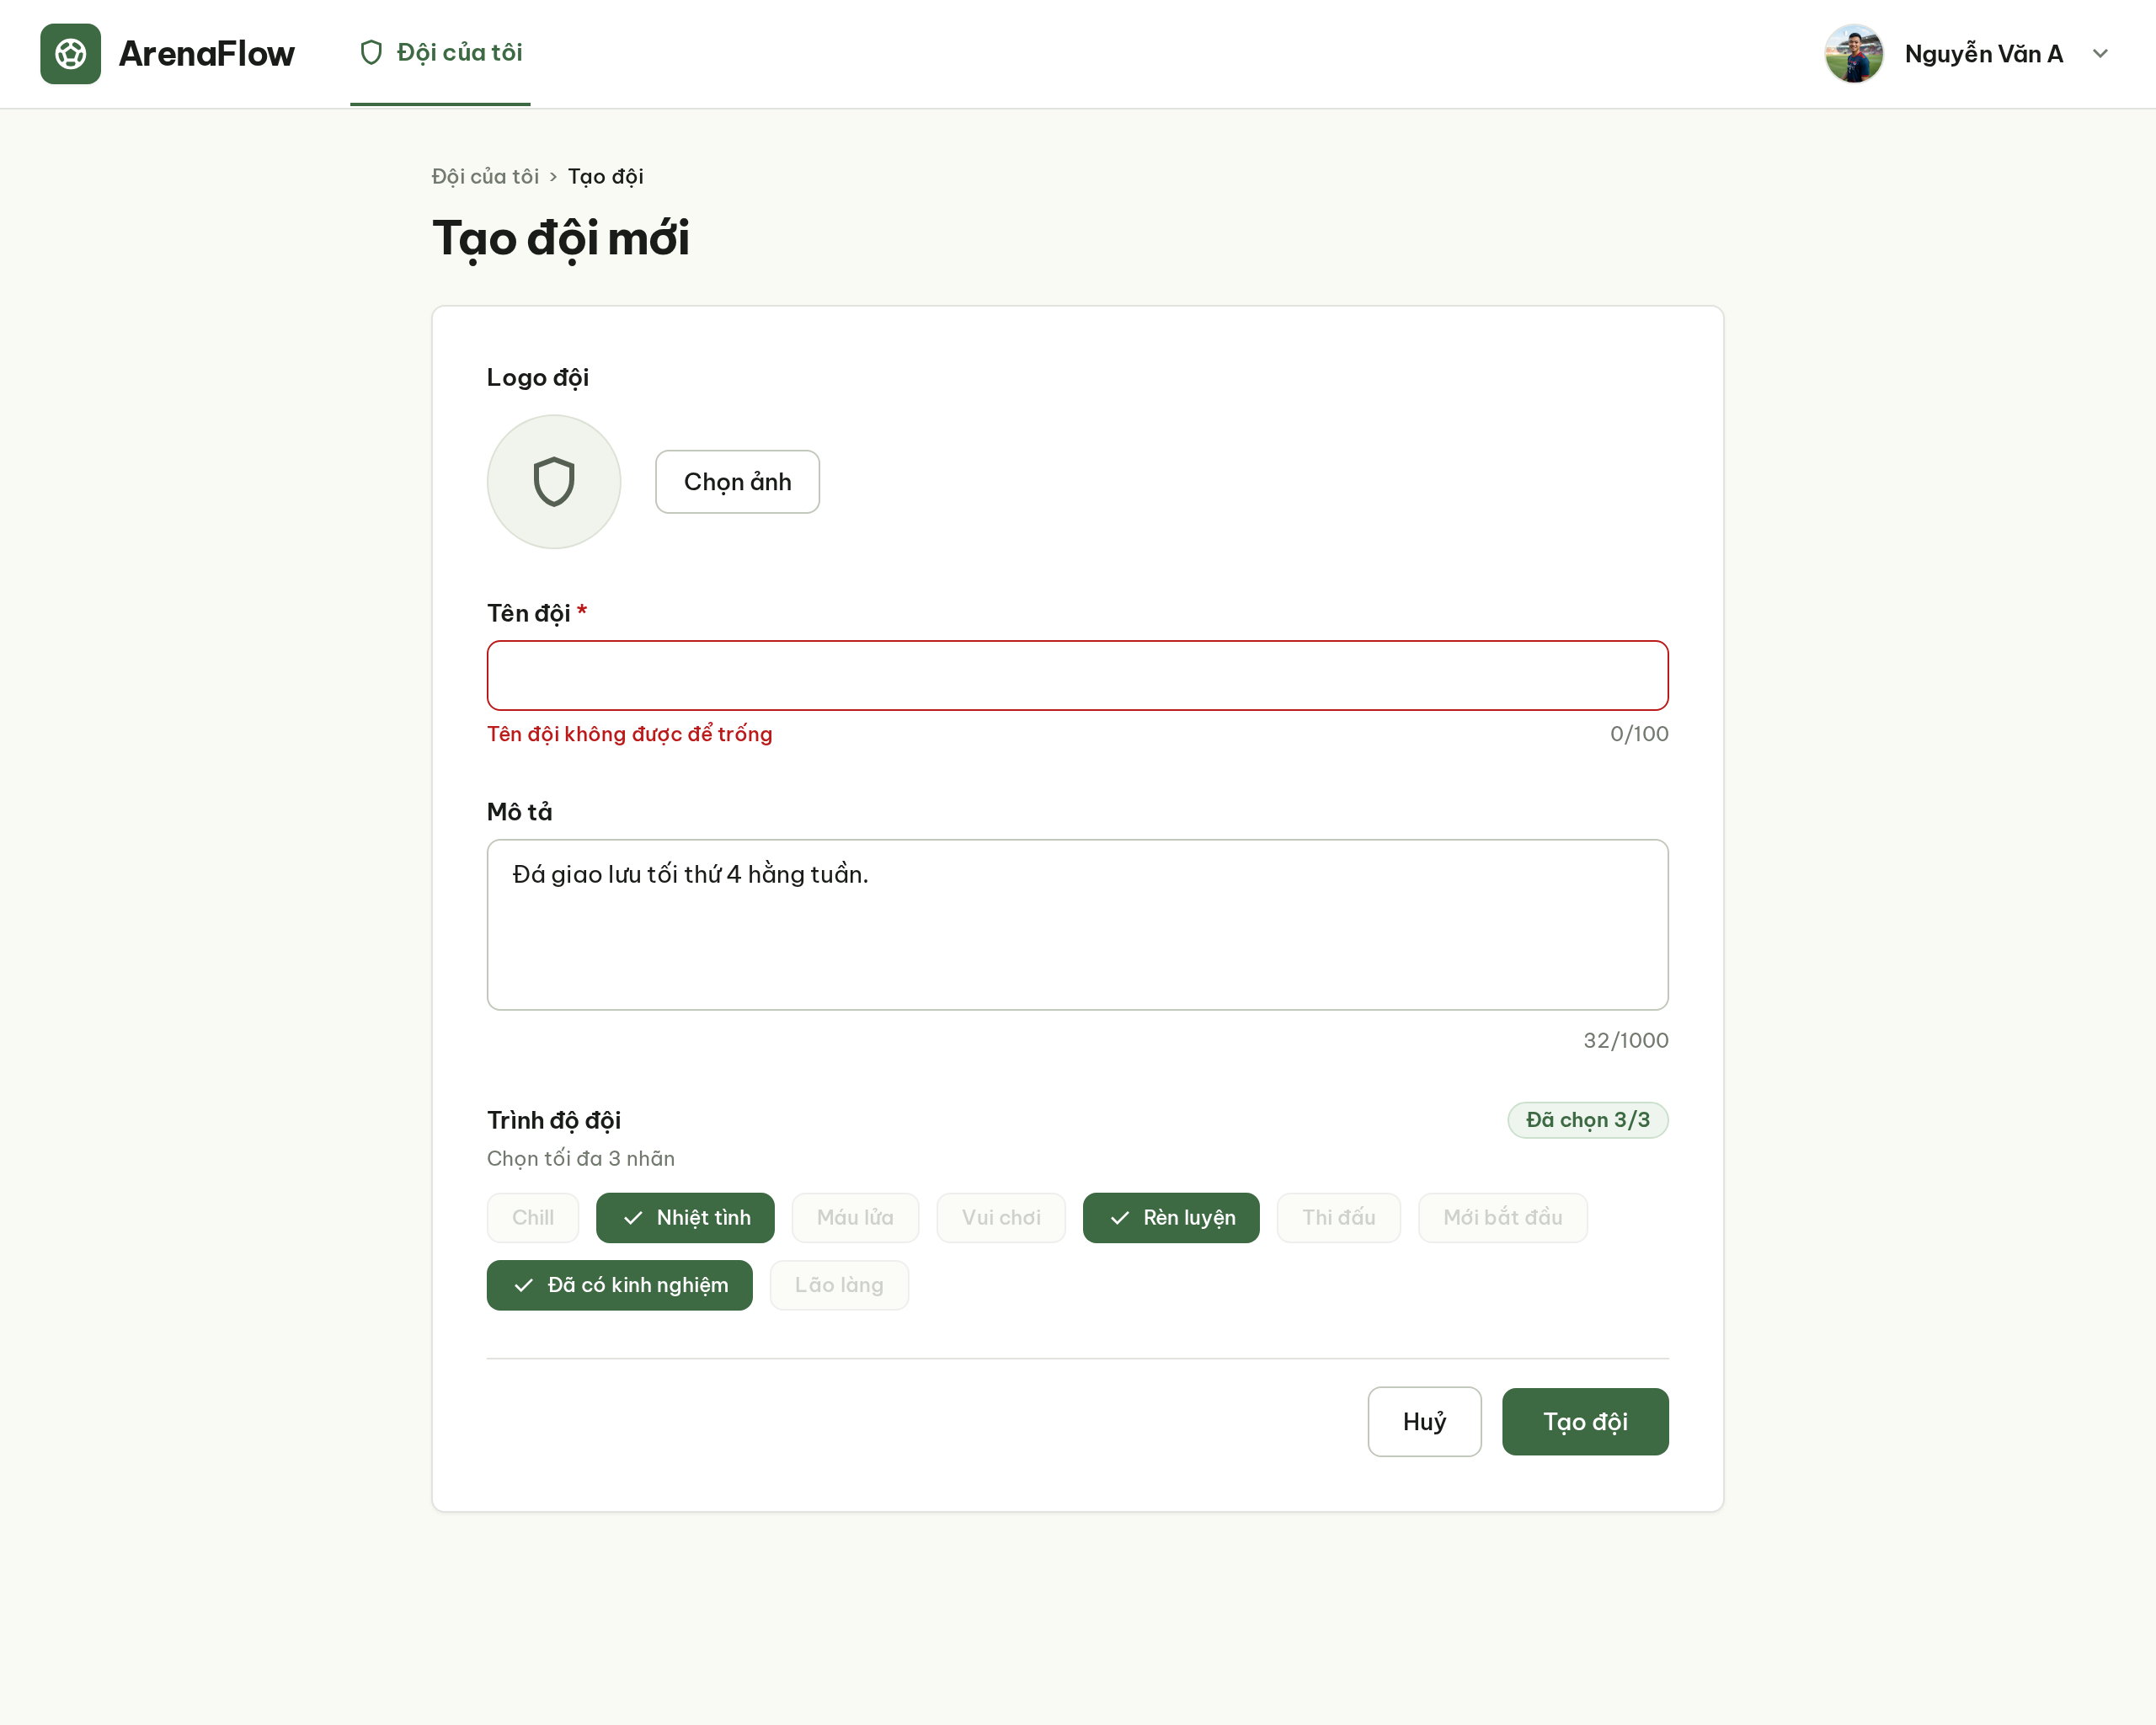 ArenaFlow
Đội của tôi
Nguyễn Văn A
Đội của tôi › Tạo đội
Tạo đội mới
Logo đội
Chọn ảnh
Tên đội *
Tên đội không được để trống
0/100
Mô tả
Đá giao lưu tối thứ 4 hằng tuần.
32/1000
Trình độ đội
Đã chọn 3/3
Chọn tối đa 3 nhãn
Chill
Nhiệt tình
Máu lửa
Vui chơi
Rèn luyện
Thi đấu
Mới bắt đầu
Đã có kinh nghiệm
Lão làng
Huỷ
Tạo đội